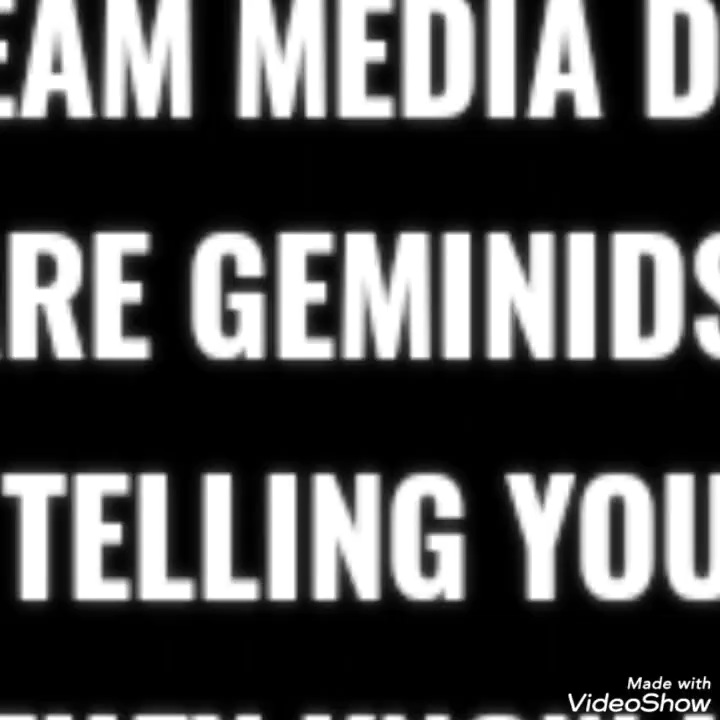 EAM MEDIA D
RE GEMINIDS
TELLING YOU
Made with
VideoShow